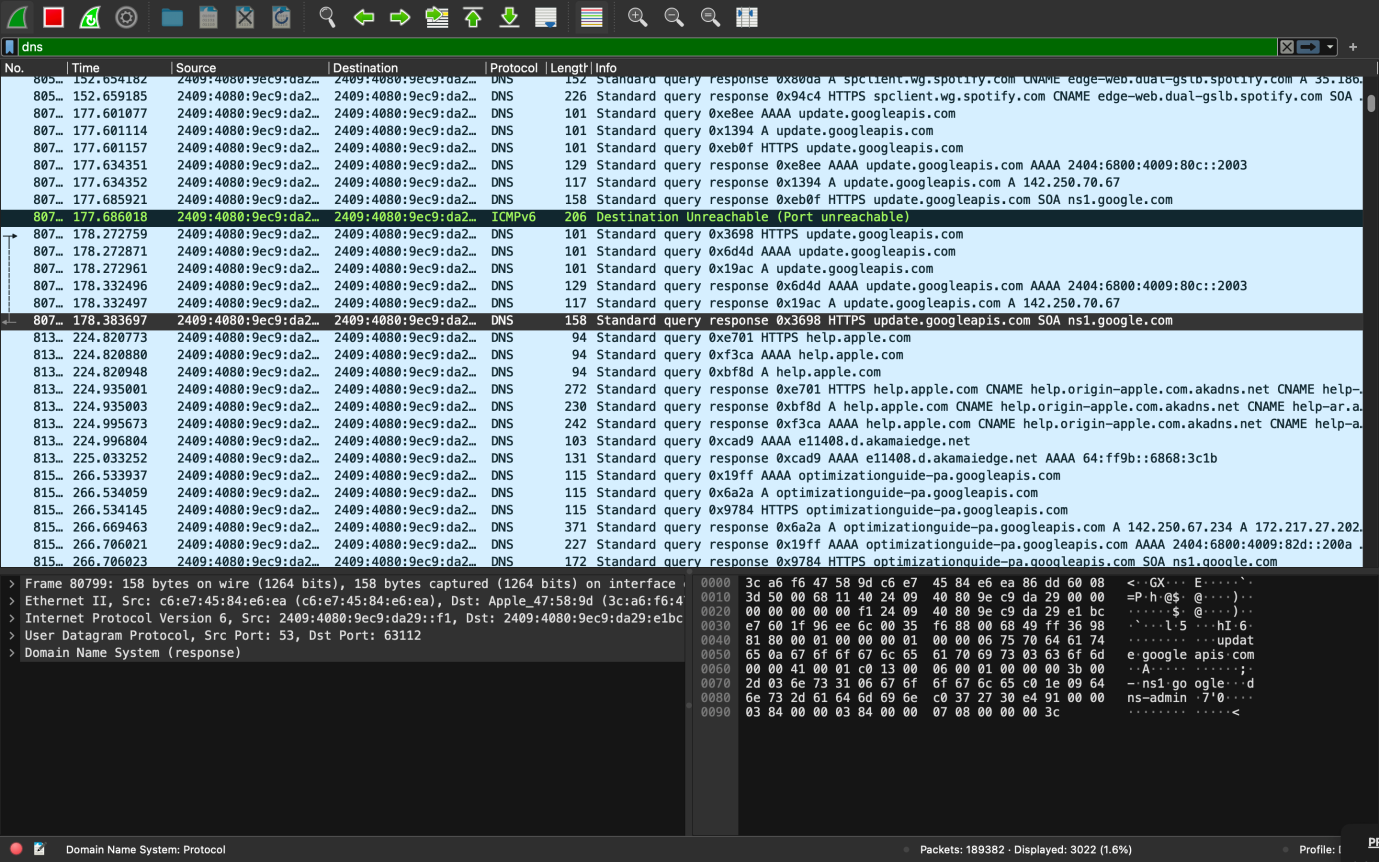 dns
No. Time Source Destination Protocol Length Info
805… 152.654182 2409:4080:9ec9:da2… 2409:4080:9ec9:da2… DNS 152 Standard query response 0x80da A spclient.wg.spotify.com CNAME edge-web.dual-gslb.spotify.com A 35.186…
805… 152.659185 2409:4080:9ec9:da2… 2409:4080:9ec9:da2… DNS 226 Standard query response 0x94c4 HTTPS spclient.wg.spotify.com CNAME edge-web.dual-gslb.spotify.com SOA …
807… 177.601077 2409:4080:9ec9:da2… 2409:4080:9ec9:da2… DNS 101 Standard query 0xe8ee AAAA update.googleapis.com
807… 177.601114 2409:4080:9ec9:da2… 2409:4080:9ec9:da2… DNS 101 Standard query 0x1394 A update.googleapis.com
807… 177.601157 2409:4080:9ec9:da2… 2409:4080:9ec9:da2… DNS 101 Standard query 0xeb0f HTTPS update.googleapis.com
807… 177.634351 2409:4080:9ec9:da2… 2409:4080:9ec9:da2… DNS 129 Standard query response 0xe8ee AAAA update.googleapis.com AAAA 2404:6800:4009:80c::2003
807… 177.634352 2409:4080:9ec9:da2… 2409:4080:9ec9:da2… DNS 117 Standard query response 0x1394 A update.googleapis.com A 142.250.70.67
807… 177.685921 2409:4080:9ec9:da2… 2409:4080:9ec9:da2… DNS 158 Standard query response 0xeb0f HTTPS update.googleapis.com SOA ns1.google.com
807… 177.686018 2409:4080:9ec9:da2… 2409:4080:9ec9:da2… ICMPv6 206 Destination Unreachable (Port unreachable)
807… 178.272759 2409:4080:9ec9:da2… 2409:4080:9ec9:da2… DNS 101 Standard query 0x3698 HTTPS update.googleapis.com
807… 178.272871 2409:4080:9ec9:da2… 2409:4080:9ec9:da2… DNS 101 Standard query 0x6d4d AAAA update.googleapis.com
807… 178.272961 2409:4080:9ec9:da2… 2409:4080:9ec9:da2… DNS 101 Standard query 0x19ac A update.googleapis.com
807… 178.332496 2409:4080:9ec9:da2… 2409:4080:9ec9:da2… DNS 129 Standard query response 0x6d4d AAAA update.googleapis.com AAAA 2404:6800:4009:80c::2003
807… 178.332497 2409:4080:9ec9:da2… 2409:4080:9ec9:da2… DNS 117 Standard query response 0x19ac A update.googleapis.com A 142.250.70.67
807… 178.383697 2409:4080:9ec9:da2… 2409:4080:9ec9:da2… DNS 158 Standard query response 0x3698 HTTPS update.googleapis.com SOA ns1.google.com
813… 224.820773 2409:4080:9ec9:da2… 2409:4080:9ec9:da2… DNS 94 Standard query 0xe701 HTTPS help.apple.com
813… 224.820880 2409:4080:9ec9:da2… 2409:4080:9ec9:da2… DNS 94 Standard query 0xf3ca AAAA help.apple.com
813… 224.820948 2409:4080:9ec9:da2… 2409:4080:9ec9:da2… DNS 94 Standard query 0xbf8d A help.apple.com
813… 224.935001 2409:4080:9ec9:da2… 2409:4080:9ec9:da2… DNS 272 Standard query response 0xe701 HTTPS help.apple.com CNAME help.origin-apple.com.akadns.net CNAME help-…
813… 224.935003 2409:4080:9ec9:da2… 2409:4080:9ec9:da2… DNS 230 Standard query response 0xbf8d A help.apple.com CNAME help.origin-apple.com.akadns.net CNAME help-ar.a…
813… 224.995673 2409:4080:9ec9:da2… 2409:4080:9ec9:da2… DNS 242 Standard query response 0xf3ca AAAA help.apple.com CNAME help.origin-apple.com.akadns.net CNAME help-a…
813… 224.996804 2409:4080:9ec9:da2… 2409:4080:9ec9:da2… DNS 103 Standard query 0xcad9 AAAA e11408.d.akamaiedge.net
813… 225.033252 2409:4080:9ec9:da2… 2409:4080:9ec9:da2… DNS 131 Standard query response 0xcad9 AAAA e11408.d.akamaiedge.net AAAA 64:ff9b::6868:3c1b
815… 266.533937 2409:4080:9ec9:da2… 2409:4080:9ec9:da2… DNS 115 Standard query 0x19ff AAAA optimizationguide-pa.googleapis.com
815… 266.534059 2409:4080:9ec9:da2… 2409:4080:9ec9:da2… DNS 115 Standard query 0x6a2a A optimizationguide-pa.googleapis.com
815… 266.534145 2409:4080:9ec9:da2… 2409:4080:9ec9:da2… DNS 115 Standard query 0x9784 HTTPS optimizationguide-pa.googleapis.com
815… 266.669463 2409:4080:9ec9:da2… 2409:4080:9ec9:da2… DNS 371 Standard query response 0x6a2a A optimizationguide-pa.googleapis.com A 142.250.67.234 A 172.217.27.202…
815… 266.706021 2409:4080:9ec9:da2… 2409:4080:9ec9:da2… DNS 227 Standard query response 0x19ff AAAA optimizationguide-pa.googleapis.com AAAA 2404:6800:4009:82d::200a …
815… 266.706023 2409:4080:9ec9:da2… 2409:4080:9ec9:da2… DNS 172 Standard query response 0x9784 HTTPS optimizationguide-pa.googleapis.com SOA ns1.google.com
Frame 80799: 158 bytes on wire (1264 bits), 158 bytes captured (1264 bits) on interface
Ethernet II, Src: c6:e7:45:84:e6:ea (c6:e7:45:84:e6:ea), Dst: Apple_47:58:9d (3c:a6:f6:4
Internet Protocol Version 6, Src: 2409:4080:9ec9:da29::f1, Dst: 2409:4080:9ec9:da29:e1bc
User Datagram Protocol, Src Port: 53, Dst Port: 63112
Domain Name System (response)
0000 3c a6 f6 47 58 9d c6 e7 45 84 e6 ea 86 dd 60 08 <··GX··· E·····`·
0010 3d 50 00 68 11 40 24 09 40 80 9e c9 da 29 00 00 =P·h·@$· @····)··
0020 00 00 00 00 00 f1 24 09 40 80 9e c9 da 29 e1 bc ······$· @····)··
0030 e7 60 1f 96 ee 6c 00 35 f6 88 00 68 49 ff 36 98 ·`···l·5 ···hI·6·
0040 81 80 00 01 00 00 00 01 00 00 06 75 70 64 61 74 ········ ···updat
0050 65 0a 67 6f 6f 67 6c 65 61 70 69 73 03 63 6f 6d e·google apis·com
0060 00 00 41 00 01 c0 13 00 06 00 01 00 00 00 3b 00 ··A····· ······;·
0070 2d 03 6e 73 31 06 67 6f 6f 67 6c 65 c0 1e 09 64 -·ns1·go ogle···d
0080 6e 73 2d 61 64 6d 69 6e c0 37 27 30 e4 91 00 00 ns-admin ·7'0····
0090 03 84 00 00 03 84 00 00 07 08 00 00 00 3c ········ ·····<
Domain Name System: Protocol
Packets: 189382 · Displayed: 3022 (1.6%)
Profile: